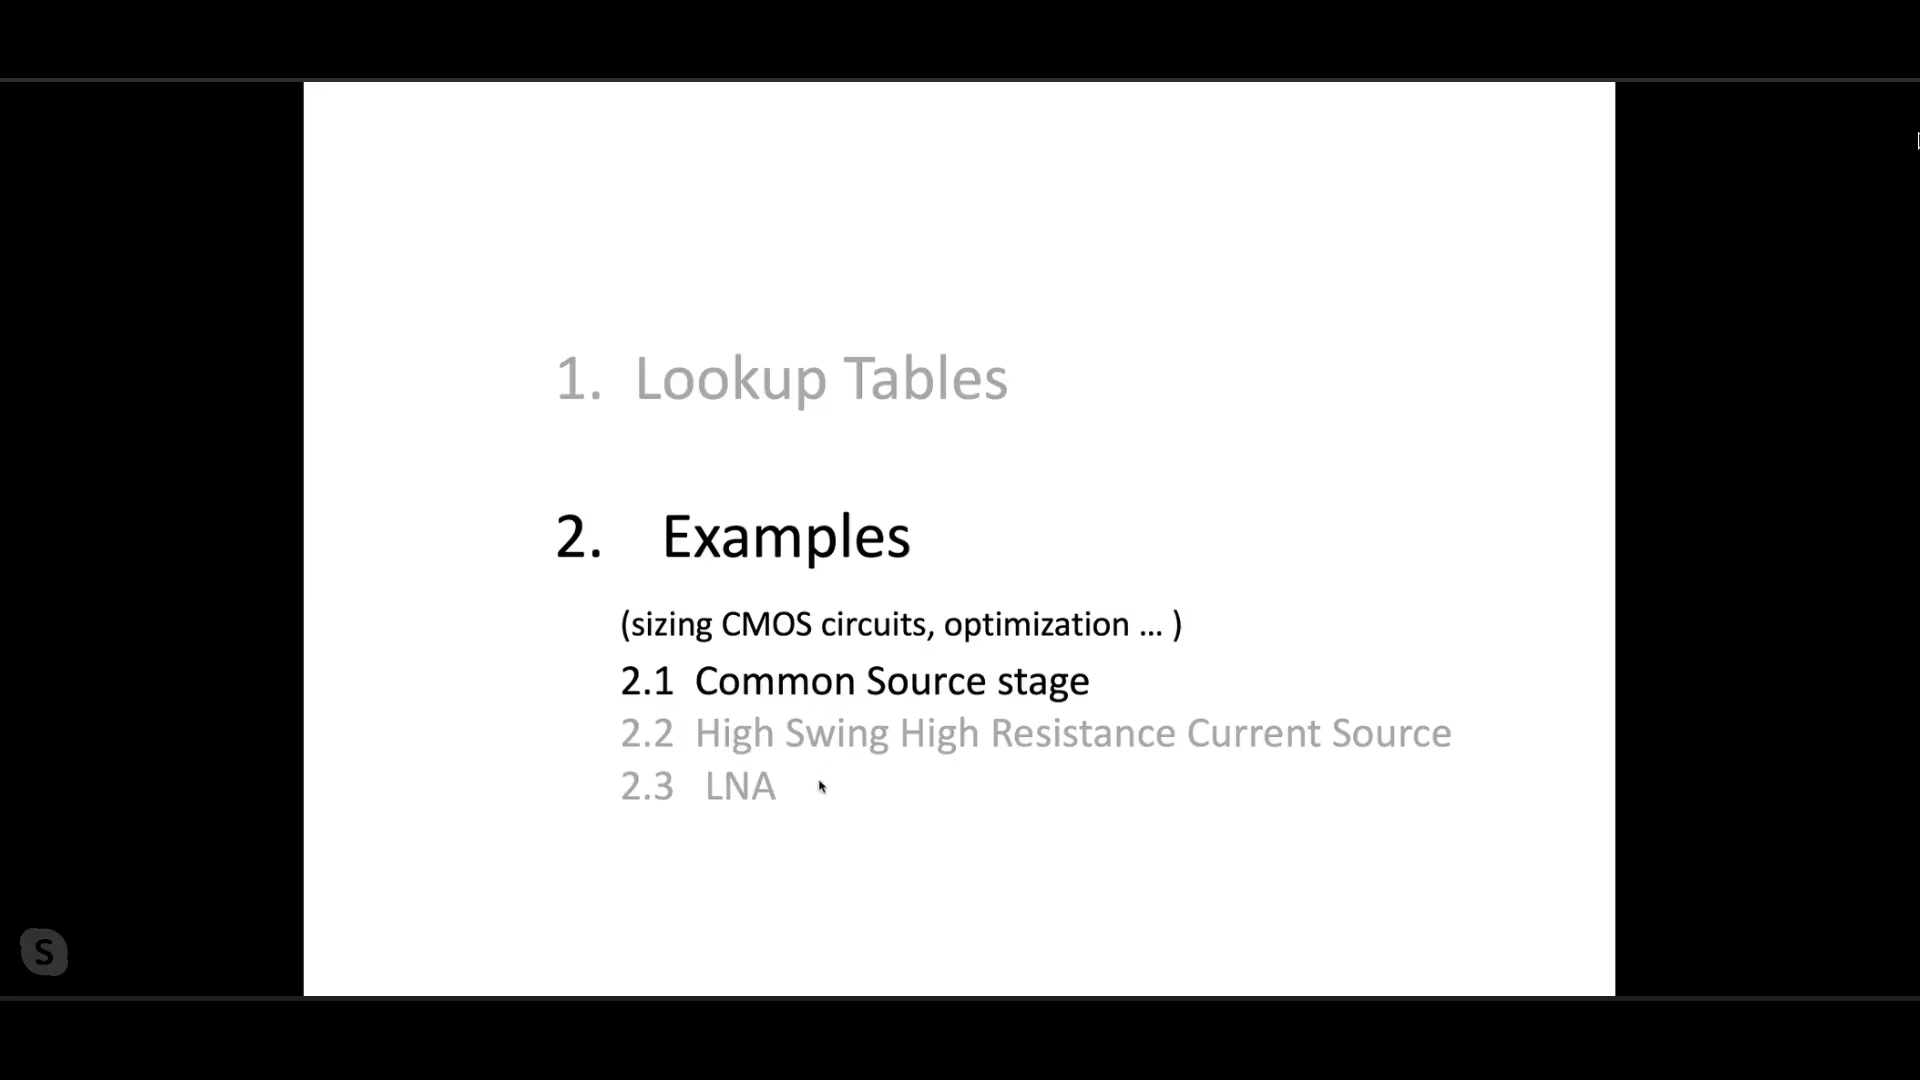 1. Lookup Tables
2. Examples
(sizing CMOS circuits, optimization ... )
2.1 Common Source stage
2.2 High Swing High Resistance Current Source
2.3 LNA
S